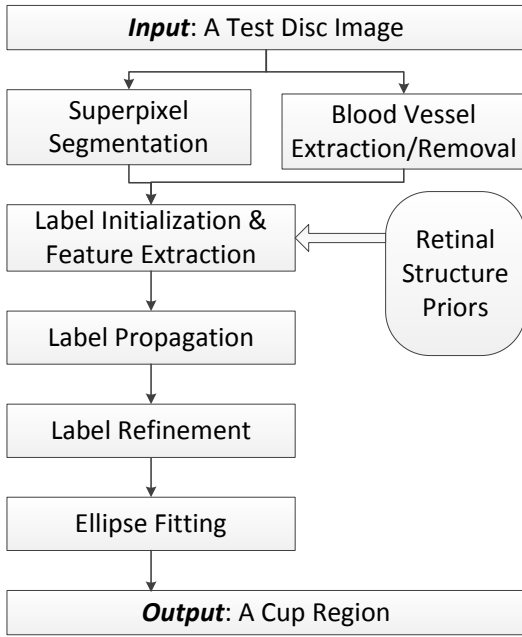 Input: A Test Disc Image
Superpixel
Segmentation
Blood Vessel
Extraction/Removal
Label Initialization &
Feature Extraction
Retinal
Structure
Priors
Label Propagation
Label Refinement
Ellipse Fitting
Output: A Cup Region